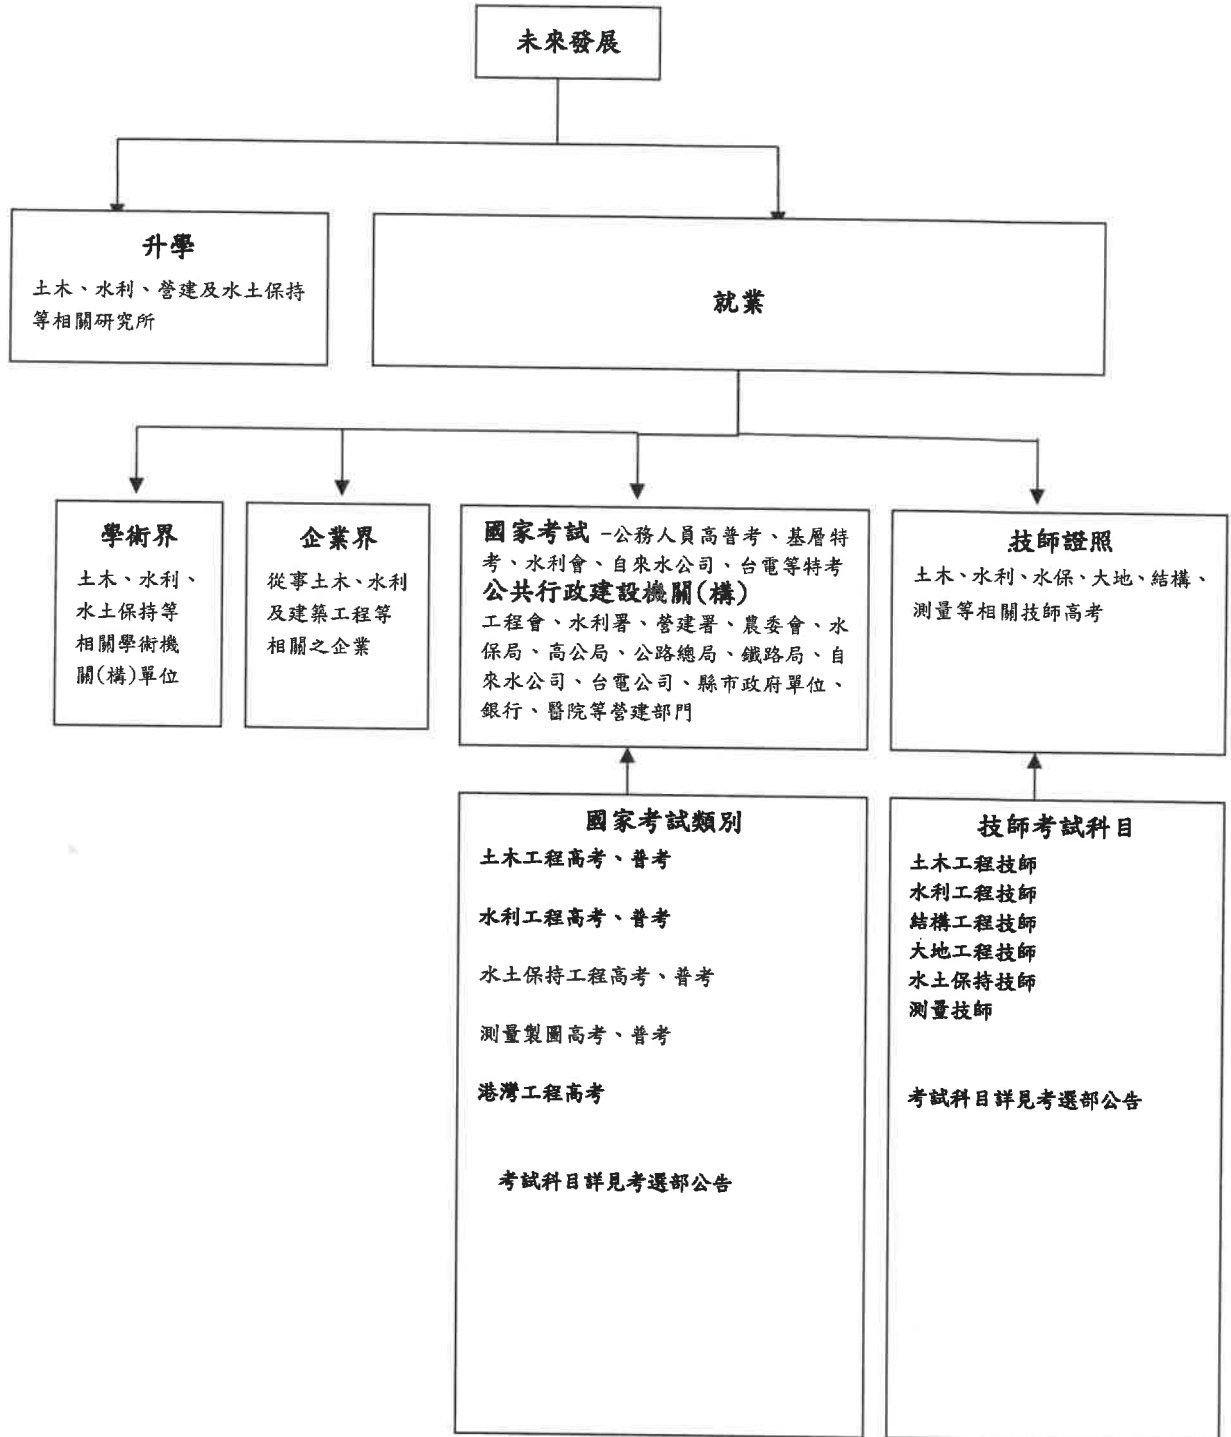 未來發展
升學
土木、水利、營建及水土保持
等相關研究所
就業
學術界
土木、水利、
水土保持等
相關學術機
關(構)單位
企業界
從事土木、水利
及建築工程等
相關之企業
國家考試 -公務人員高普考、基層特
考、水利會、自來水公司、台電等特考
公共行政建設機關(構)
工程會、水利署、營建署、農委會、水
保局、高公局、公路總局、鐵路局、自
來水公司、台電公司、縣市政府單位、
銀行、醫院等營建部門
技師證照
土木、水利、水保、大地、結構、
測量等相關技師高考
國家考試類別
土木工程高考、普考
水利工程高考、普考
水土保持工程高考、普考
測量製圖高考、普考
港灣工程高考
考試科目詳見考選部公告
技師考試科目
土木工程技師
水利工程技師
結構工程技師
大地工程技師
水土保持技師
測量技師
考試科目詳見考選部公告